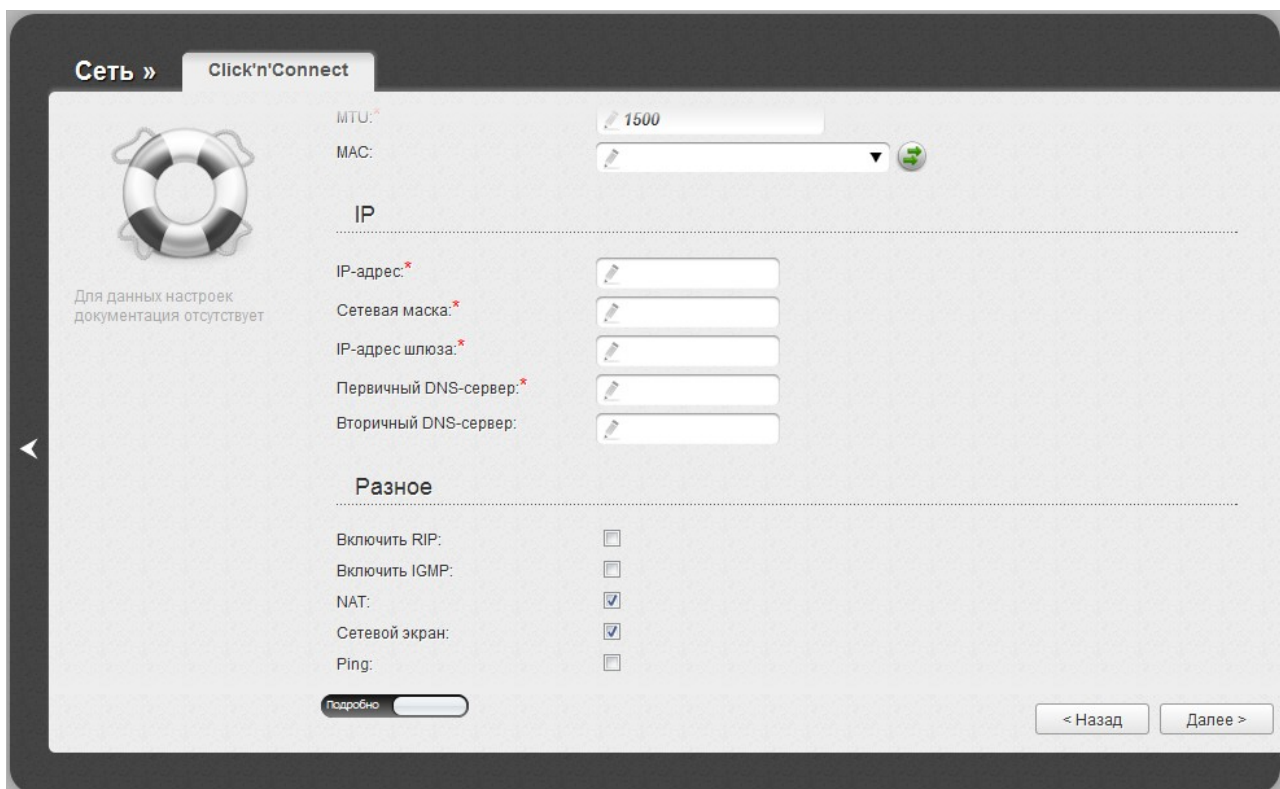 Сеть »
Click'n'Connect
MTU:*
1500
MAC:
IP
IP-адрес:*
Сетевая маска:*
IP-адрес шлюза:*
Первичный DNS-сервер:*
Вторичный DNS-сервер:
Для данных настроек
документация отсутствует
Разное
Включить RIP:
Включить IGMP:
NAT:
Сетевой экран:
Ping:
Подробно
< Назад
Далее >